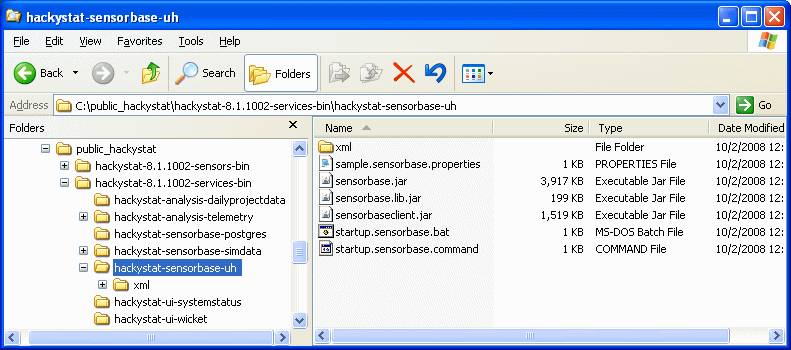 hackystat-sensorbase-uh
File Edit View Favorites Tools Help
Back Search Folders
Address C:\public_hackystat\hackystat-8.1.1002-services-bin\hackystat-sensorbase-uh Go
Folders
public_hackystat
hackystat-8.1.1002-sensors-bin
hackystat-8.1.1002-services-bin
hackystat-analysis-dailyprojectdata
hackystat-analysis-telemetry
hackystat-sensorbase-postgres
hackystat-sensorbase-simdata
hackystat-sensorbase-uh
xml
hackystat-ui-systemstatus
hackystat-ui-wicket
Name Size Type Date Modified
xml File Folder 10/2/2008 12:
sample.sensorbase.properties 1 KB PROPERTIES File 10/2/2008 12:
sensorbase.jar 3,917 KB Executable Jar File 10/2/2008 12:
sensorbase.lib.jar 199 KB Executable Jar File 10/2/2008 12:
sensorbaseclient.jar 1,519 KB Executable Jar File 10/2/2008 12:
startup.sensorbase.bat 1 KB MS-DOS Batch File 10/2/2008 12:
startup.sensorbase.command 1 KB COMMAND File 10/2/2008 12: